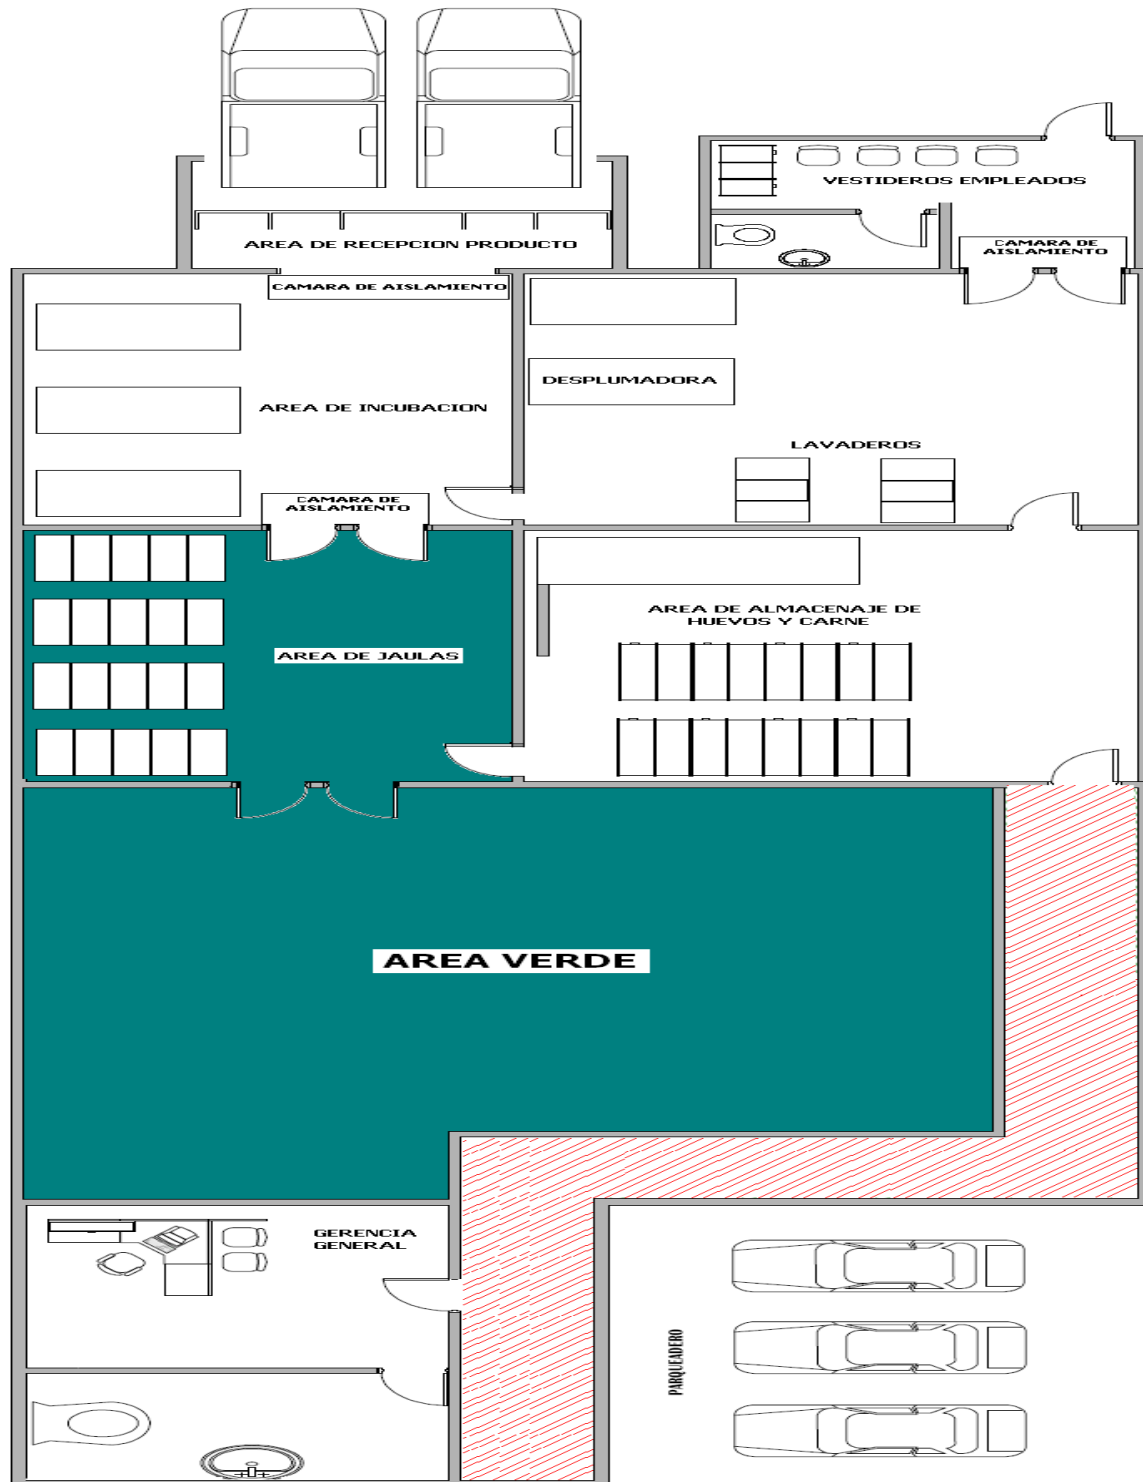 VESTIDEROS EMPLEADOS
AREA DE RECEPCION PRODUCTO
CAMARA DE
AISLAMIENTO
CAMARA DE AISLAMIENTO
DESPLUMADORA
AREA DE INCUBACION
LAVADEROS
CAMARA DE
AISLAMIENTO
AREA DE ALMACENAJE DE
HUEVOS Y CARNE
AREA DE JAULAS
AREA VERDE
GERENCIA
GENERAL
PARQUEADERO